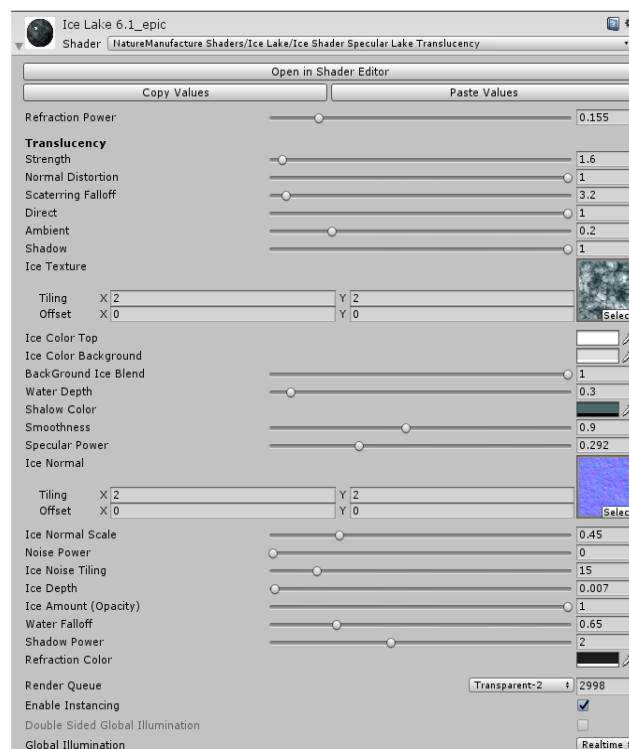 Ice Lake 6.1_epic
Shader NatureManufacture Shaders/Ice Lake/Ice Shader Specular Lake Translucency
Open in Shader Editor
Copy Values Paste Values
Refraction Power 0.155
Translucency
Strength 1.6
Normal Distortion 1
Scaterring Falloff 3.2
Direct 1
Ambient 0.2
Shadow 1
Ice Texture
Tiling X 2 Y 2
Offset X 0 Y 0
Selec
Ice Color Top
Ice Color Background
BackGround Ice Blend 1
Water Depth 0.3
Shalow Color
Smoothness 0.9
Specular Power 0.292
Ice Normal
Tiling X 2 Y 2
Offset X 0 Y 0
Selec
Ice Normal Scale 0.45
Noise Power 0
Ice Noise Tiling 15
Ice Depth 0.007
Ice Amount (Opacity) 1
Water Falloff 0.65
Shadow Power 2
Refraction Color
Render Queue Transparent-2 2998
Enable Instancing
Double Sided Global Illumination
Global Illumination Realtime